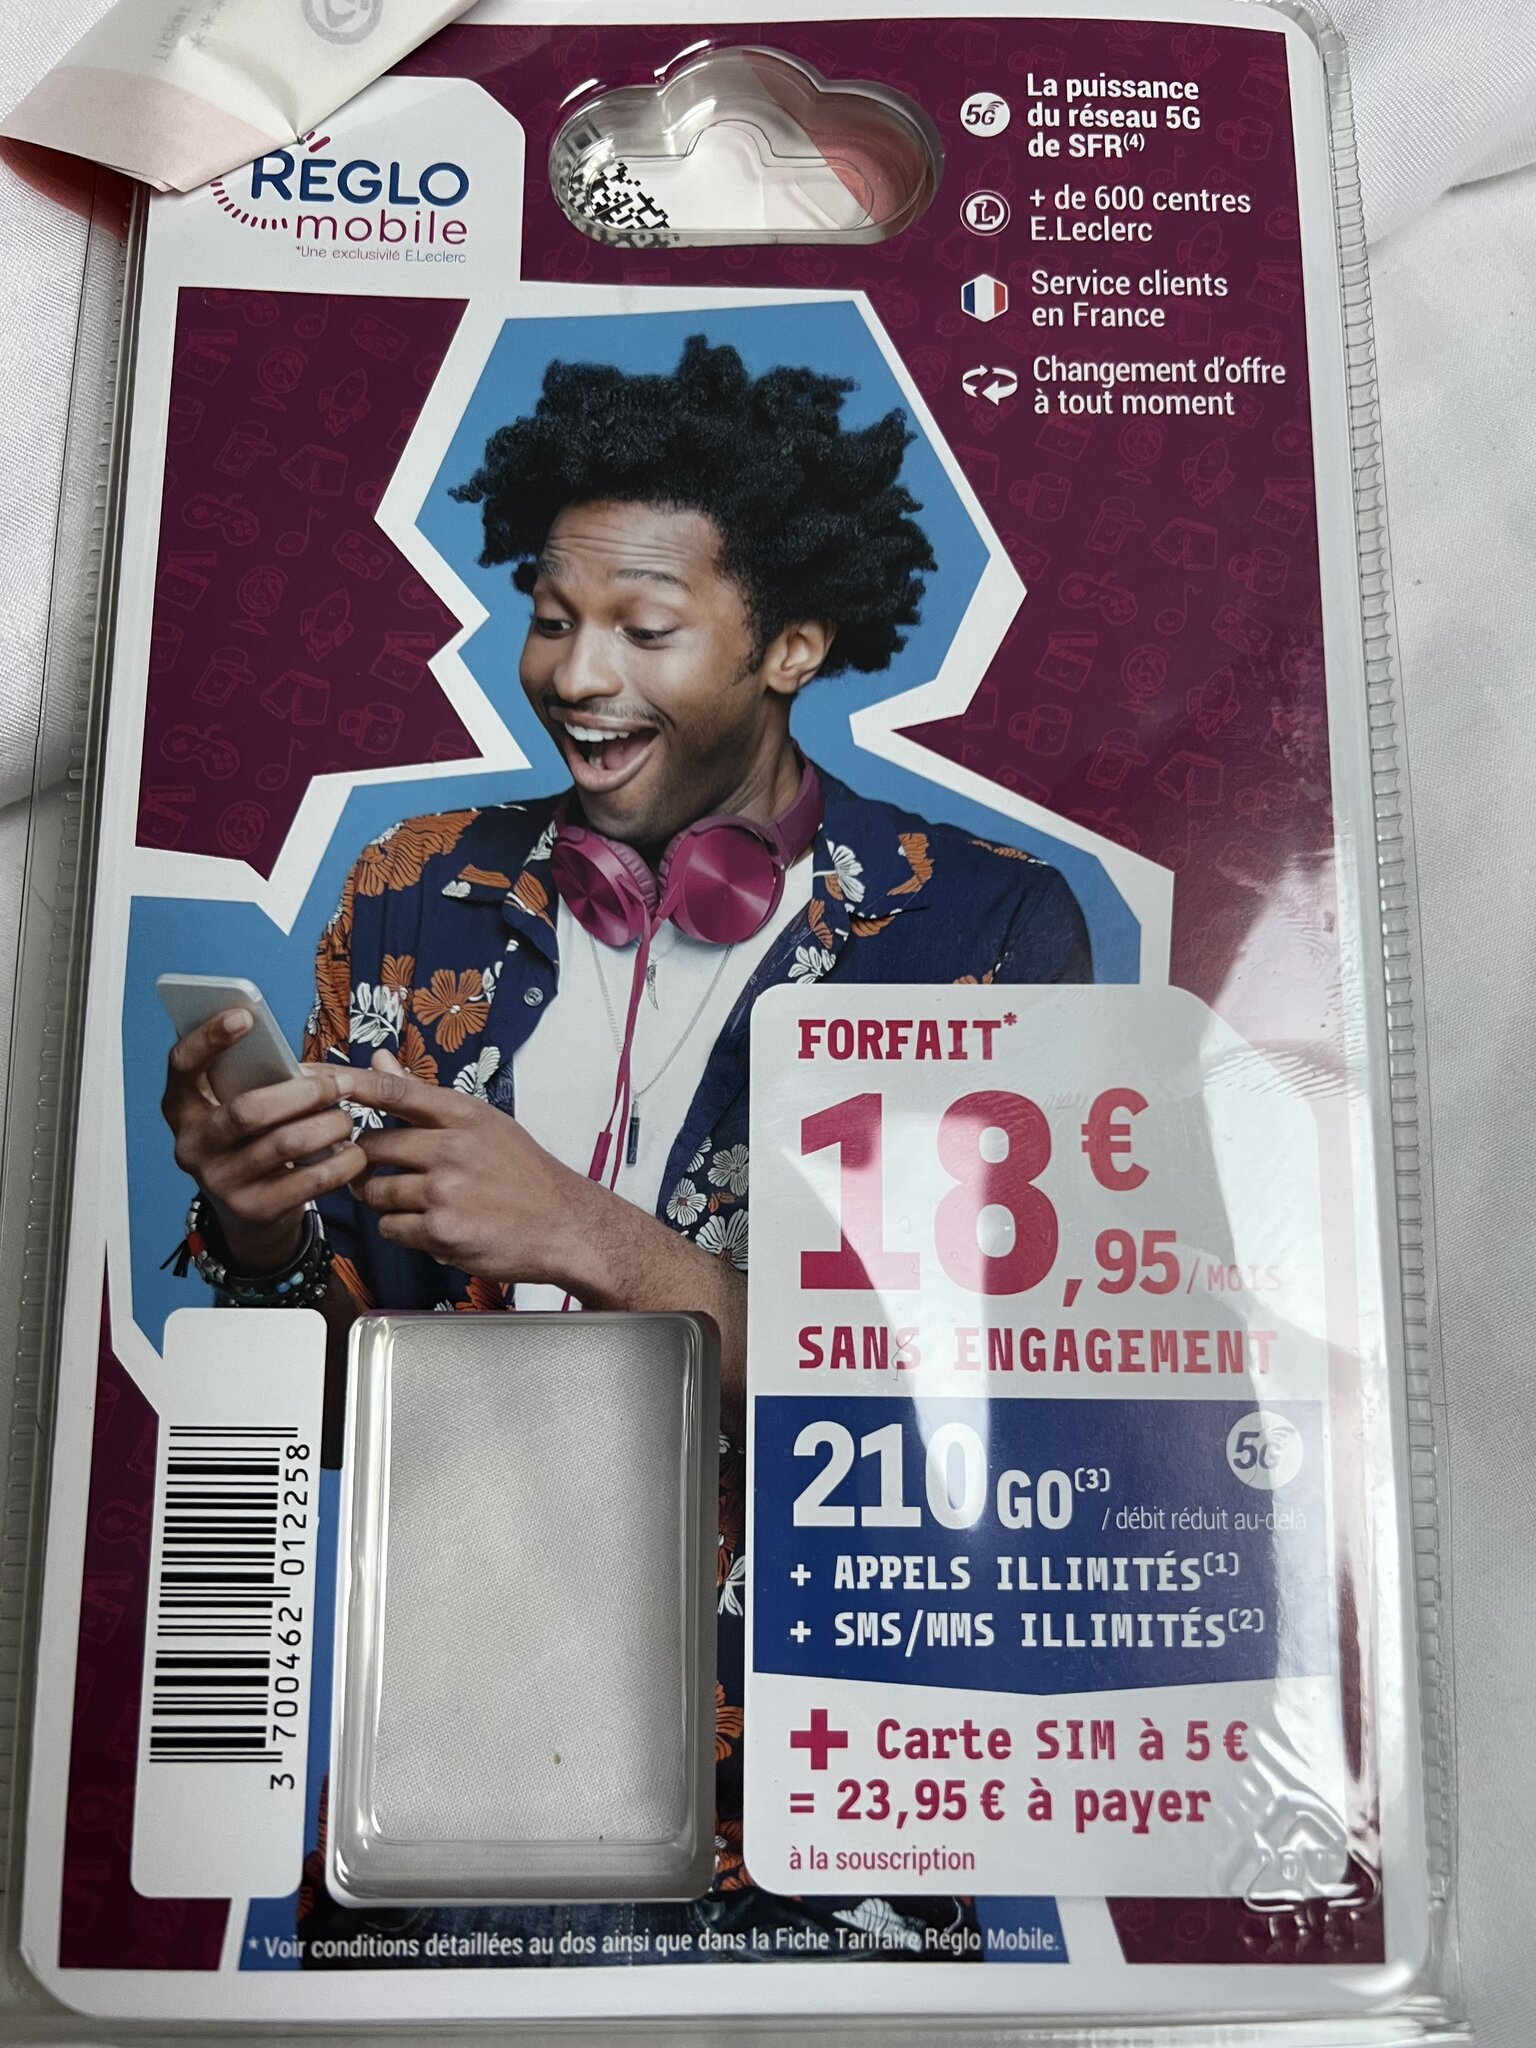 RÉGLO
mobile
*Une exclusivité E.Leclerc
5G
La puissance
du réseau 5G
de SFR(4)
L
+ de 600 centres
E.Leclerc
Service clients
en France
Changement d'offre
à tout moment
FORFAIT*
18€,95/MOIS
SANS ENGAGEMENT
210 GO(3) / débit réduit au-delà
5G
+ APPELS ILLIMITÉS(1)
+ SMS/MMS ILLIMITÉS(2)
+ Carte SIM à 5 €
= 23,95 € à payer
à la souscription
3 700462 012258
* Voir conditions détaillées au dos ainsi que dans la Fiche Tarifaire Réglo Mobile.